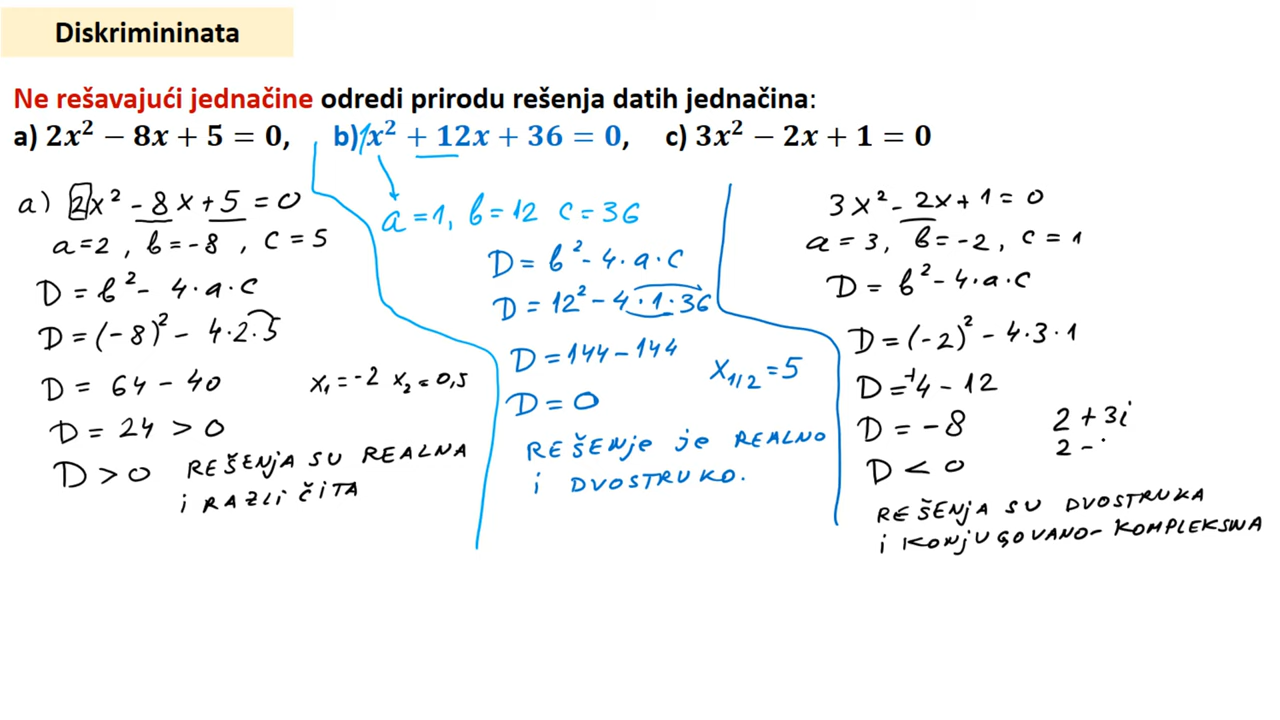 Diskrimininata
Ne rešavajući jednačine odredi prirodu rešenja datih jednačina:
a) 2x² − 8x + 5 = 0, b) 1x² + 12x + 36 = 0, c) 3x² − 2x + 1 = 0
a) 2x² - 8x + 5 = 0
a = 2, b = -8, c = 5
D = b² - 4·a·c
D = (-8)² - 4·2·5
D = 64 - 40
x₁ = -2 x₂ = 0,5
D = 24 > 0
D > 0 REŠENJA SU REALNA
i RAZLIČITA
a = 1, b = 12 c = 36
D = b² - 4·a·c
D = 12² - 4·1·36
D = 144 - 144
x₁/₂ = 5
D = 0
REŠENJE JE REALNO
i DVOSTRUKO.
3x² - 2x + 1 = 0
a = 3, b = -2, c = 1
D = b² - 4·a·c
D = (-2)² - 4·3·1
D = +4 - 12
D = -8
2 + 3i
2 -
D < 0
REŠENJA SU DVOSTRUKA
i KONJUGOVANO-KOMPLEKSNA